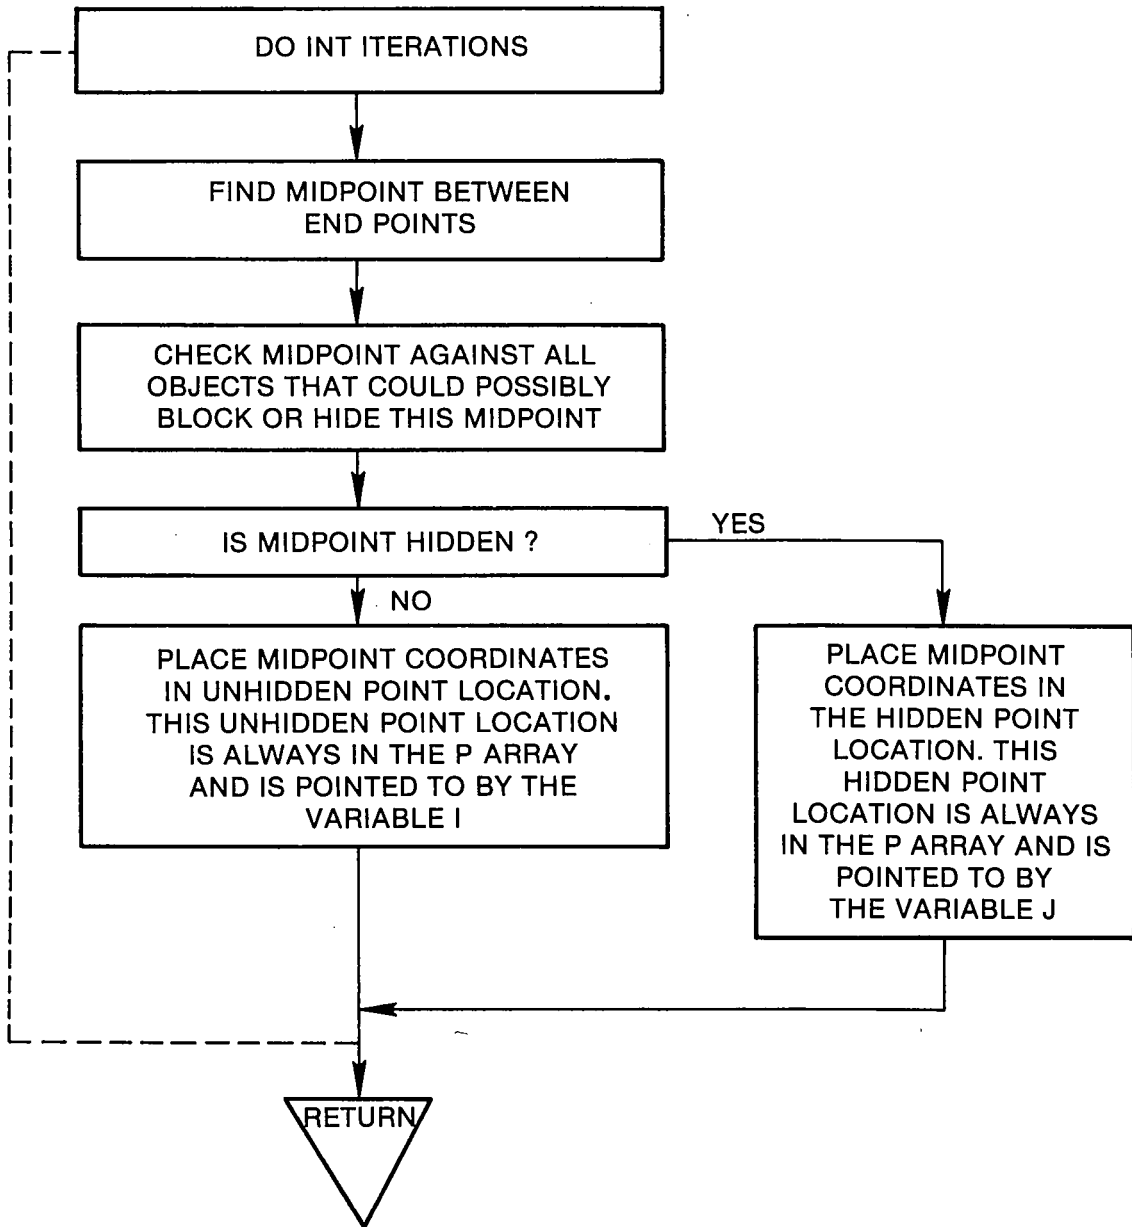 DO INT ITERATIONS
FIND MIDPOINT BETWEEN
END POINTS
CHECK MIDPOINT AGAINST ALL
OBJECTS THAT COULD POSSIBLY
BLOCK OR HIDE THIS MIDPOINT
IS MIDPOINT HIDDEN ?
YES
NO
PLACE MIDPOINT COORDINATES
IN UNHIDDEN POINT LOCATION.
THIS UNHIDDEN POINT LOCATION
IS ALWAYS IN THE P ARRAY
AND IS POINTED TO BY THE
VARIABLE I
PLACE MIDPOINT
COORDINATES IN
THE HIDDEN POINT
LOCATION. THIS
HIDDEN POINT
LOCATION IS ALWAYS
IN THE P ARRAY AND IS
POINTED TO BY
THE VARIABLE J
RETURN